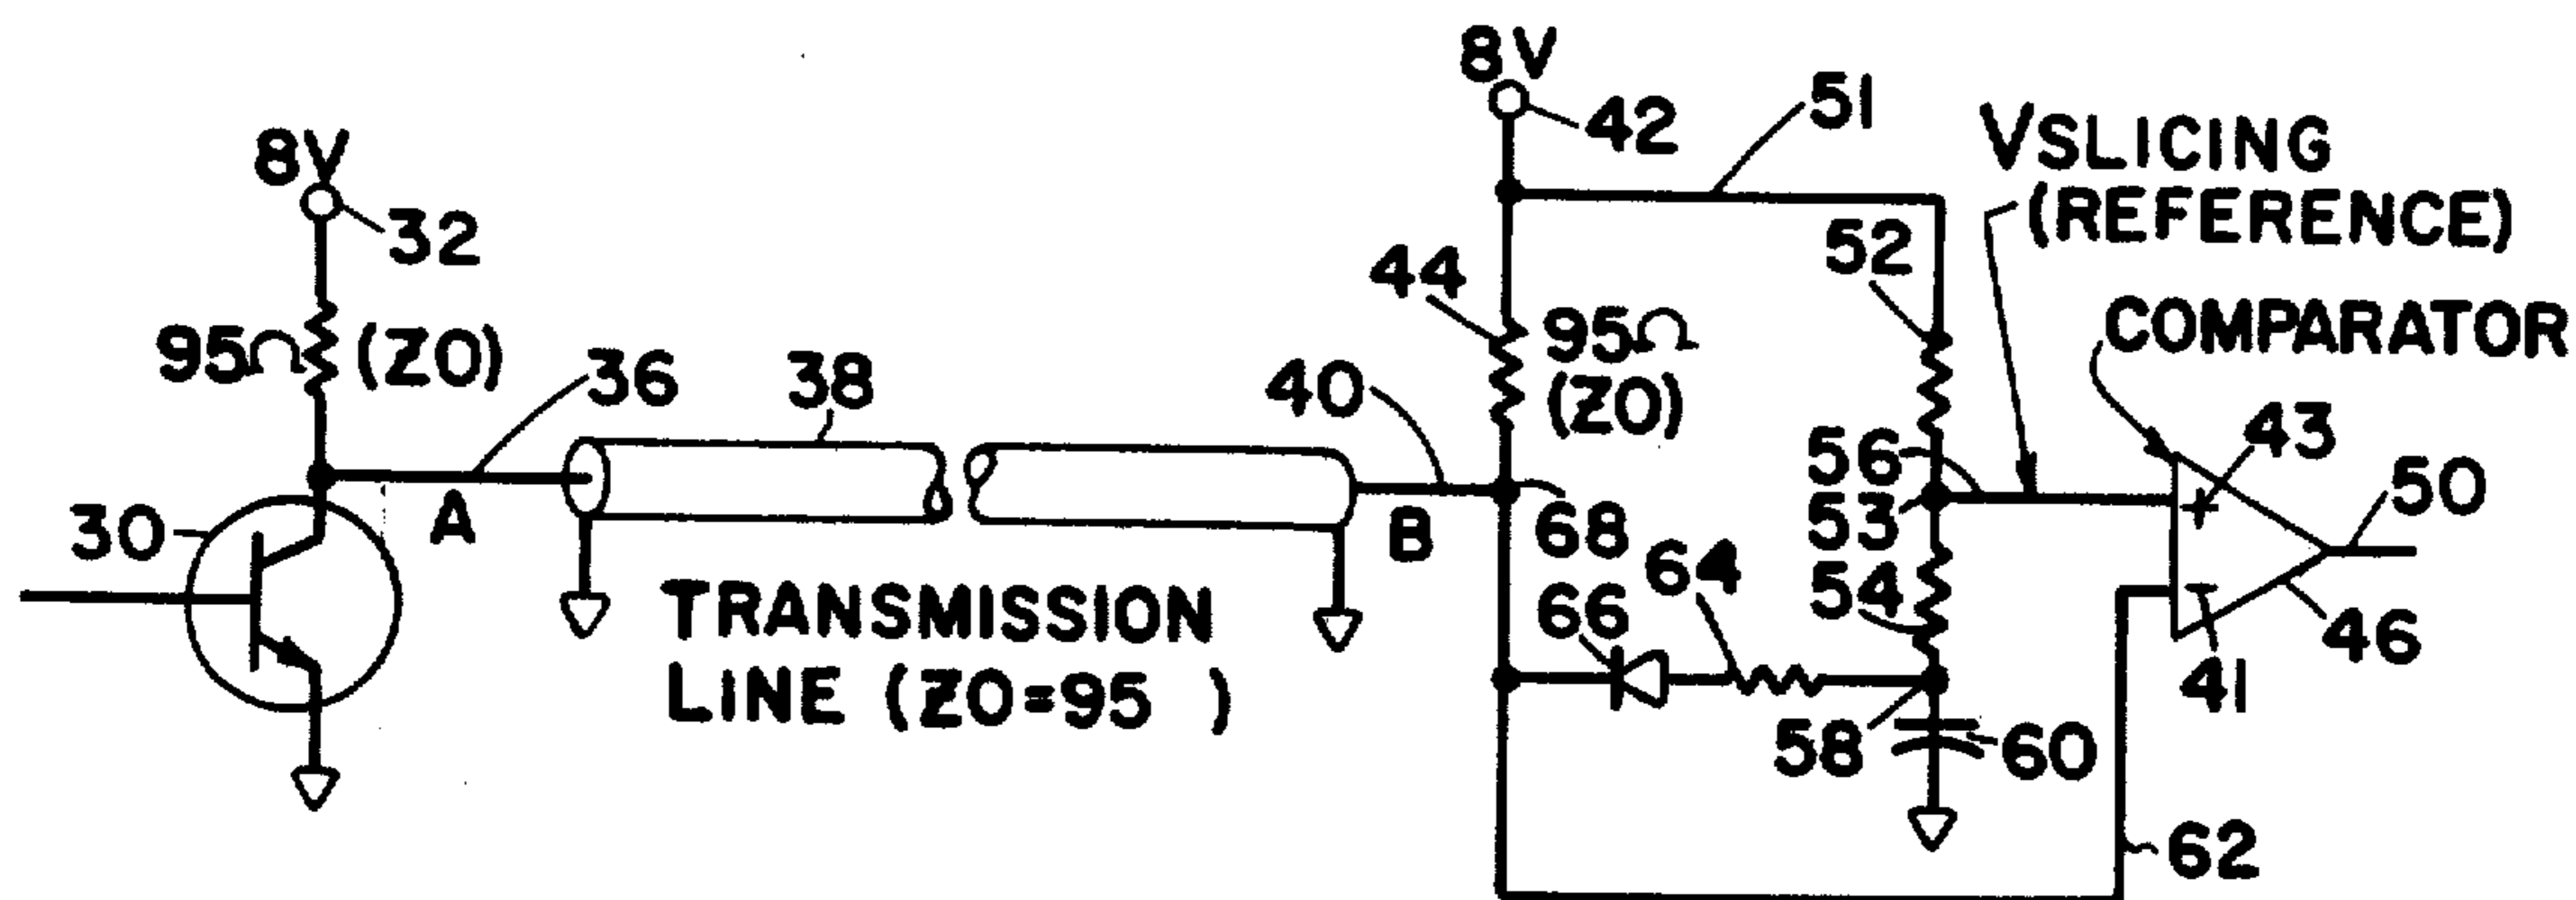 8V
32
95Ω (ZO)
30
A
36
38
TRANSMISSION
LINE (ZO=95 )
40
B
8V
42
51
44
95Ω
(ZO)
68
66
64
52
VSLICING
(REFERENCE)
COMPARATOR
56
53
54
58
60
43
+
-
41
46
50
62